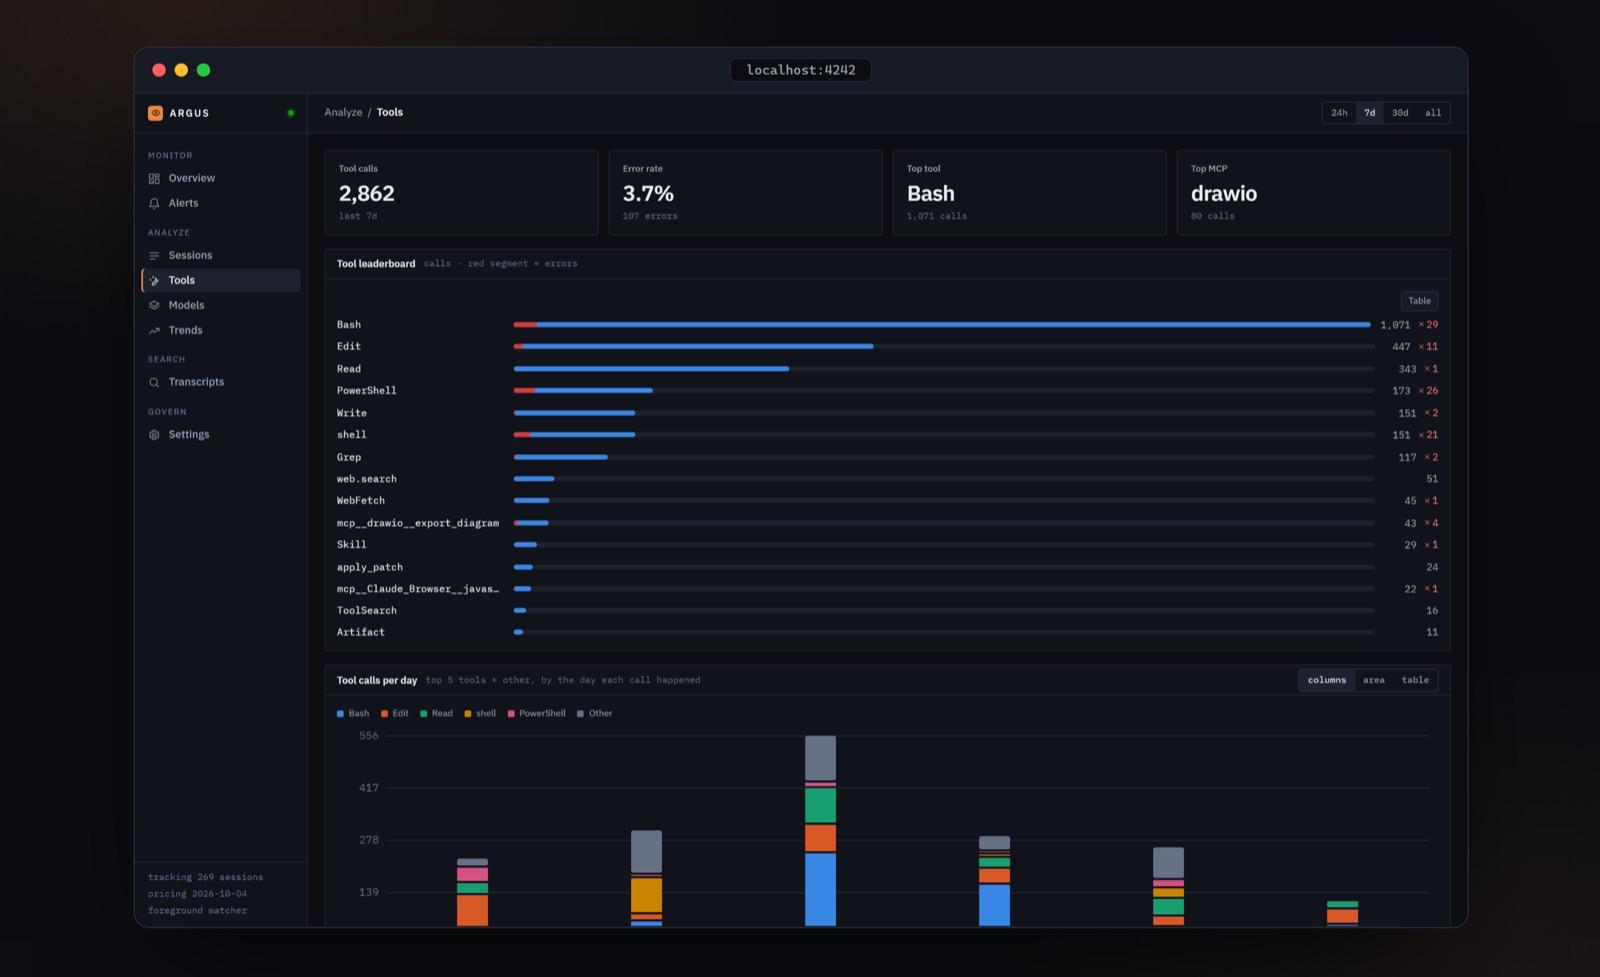 localhost:4242
ARGUS
Analyze / Tools
24h 7d 30d all
MONITOR
Overview
Alerts
ANALYZE
Sessions
Tools
Models
Trends
SEARCH
Transcripts
GOVERN
Settings
tracking 269 sessions
pricing 2026-10-04
foreground watcher
Tool calls
2,862
last 7d
Error rate
3.7%
107 errors
Top tool
Bash
1,071 calls
Top MCP
drawio
80 calls
Tool leaderboard calls · red segment = errors
Table
Bash 1,071 ×29
Edit 447 ×11
Read 343 ×1
PowerShell 173 ×26
Write 151 ×2
shell 151 ×21
Grep 117 ×2
web.search 51
WebFetch 45 ×1
mcp__drawio__export_diagram 43 ×4
Skill 29 ×1
apply_patch 24
mcp__Claude_Browser__javas… 22 ×1
ToolSearch 16
Artifact 11
Tool calls per day top 5 tools + other, by the day each call happened
columns area table
Bash Edit Read shell PowerShell Other
556
417
278
139